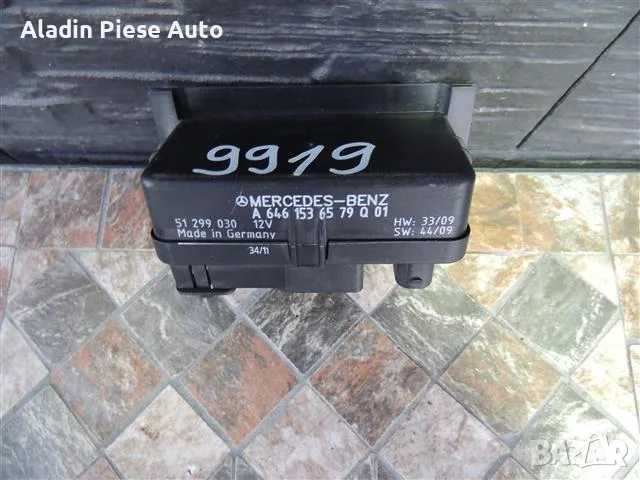 Aladin Piese Auto
9919
MERCEDES-BENZ
A 646 153 65 79 Q 01
51 299 030 12V
HW: 33/09
Made in Germany
SW: 44/09
34/11
BAZAR